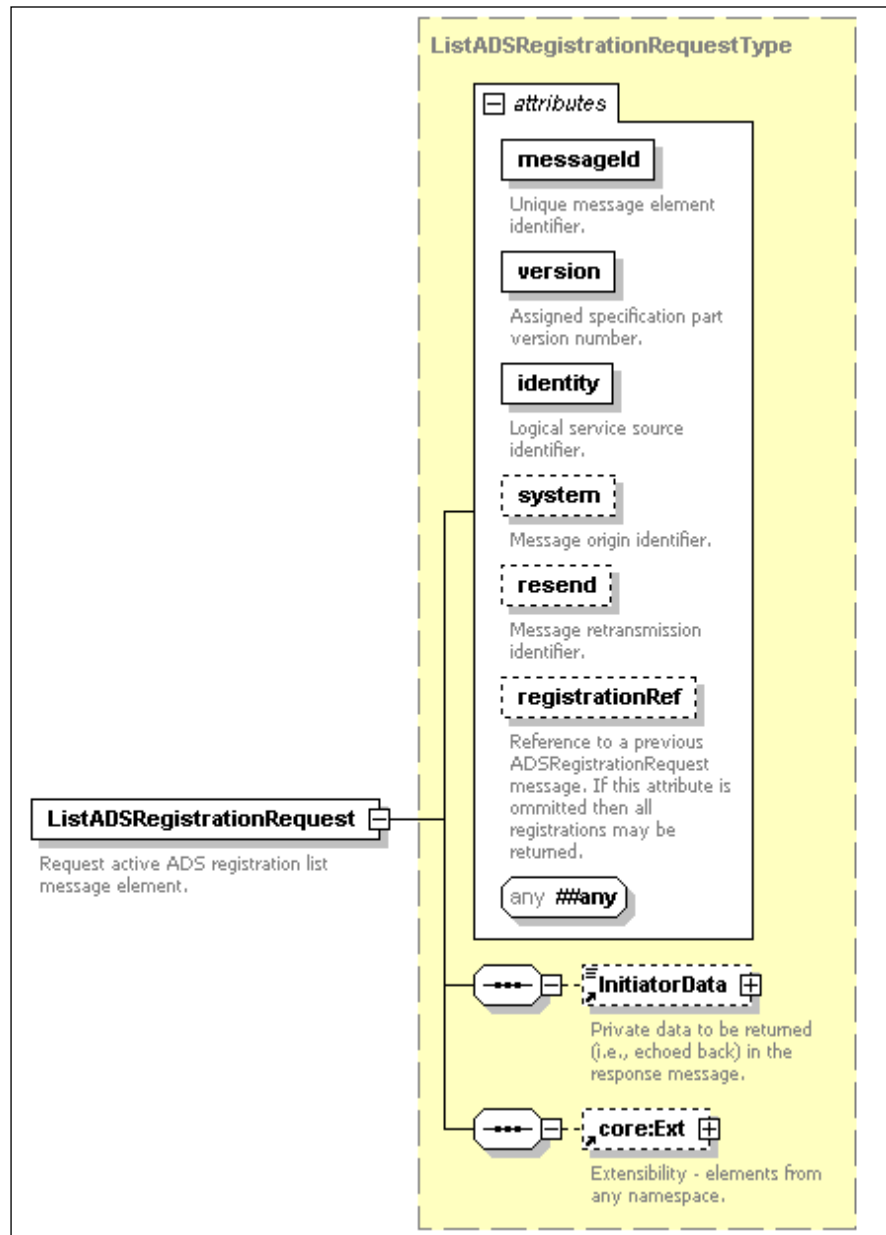 ListADSRegistrationRequestType
attributes
messageId
Unique message element
identifier.
version
Assigned specification part
version number.
identity
Logical service source
identifier.
system
Message origin identifier.
resend
Message retransmission
identifier.
registrationRef
Reference to a previous
ADSRegistrationRequest
message. If this attribute is
ommitted then all
registrations may be
returned.
any ##any
ListADSRegistrationRequest
Request active ADS registration list
message element.
InitiatorData
Private data to be returned
(i.e., echoed back) in the
response message.
core:Ext
Extensibility - elements from
any namespace.